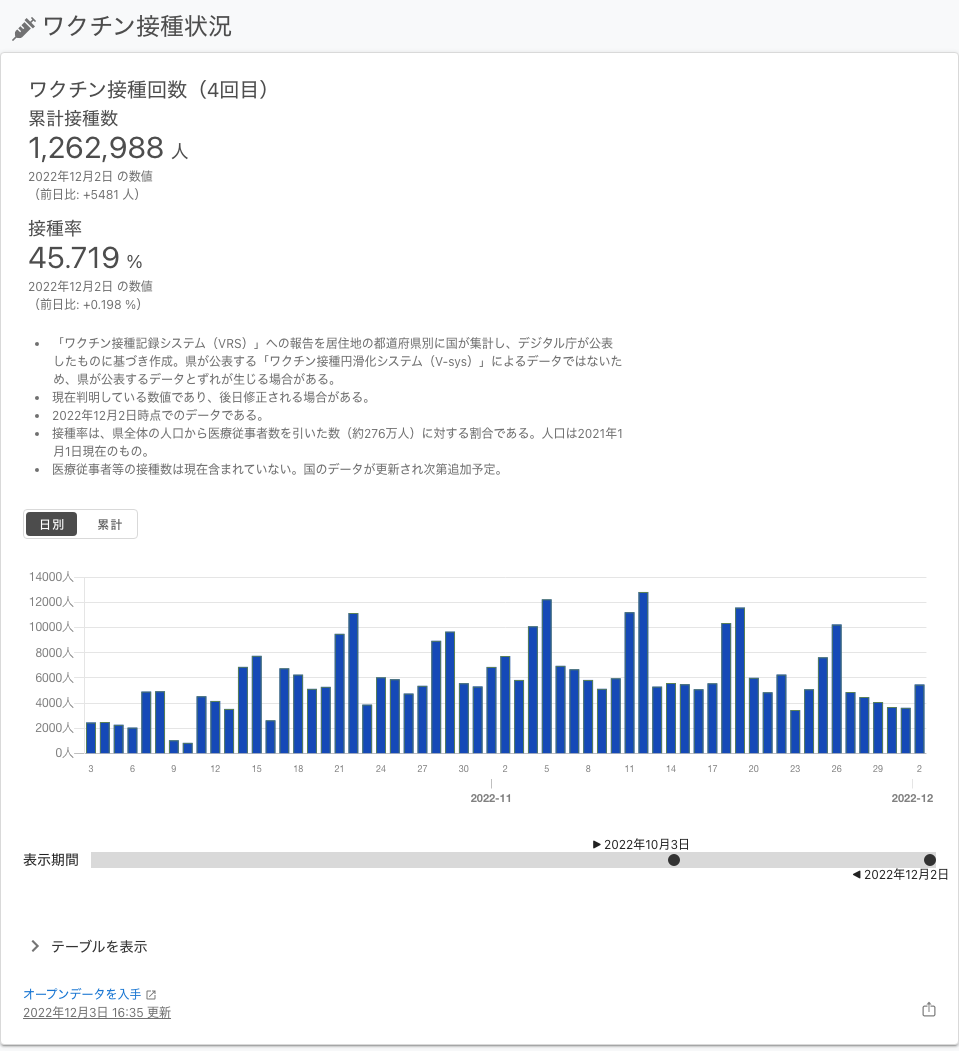 ワクチン接種状況
ワクチン接種回数（4回目）
累計接種数
1,262,988 人
2022年12月2日 の数値
（前日比: +5481 人）
接種率
45.719 %
2022年12月2日 の数値
（前日比: +0.198 %）
• 「ワクチン接種記録システム（VRS）」への報告を居住地の都道府県別に国が集計し、デジタル庁が公表
したものに基づき作成。県が公表する「ワクチン接種円滑化システム（V-sys）」によるデータではないた
め、県が公表するデータとずれが生じる場合がある。
• 現在判明している数値であり、後日修正される場合がある。
• 2022年12月2日時点でのデータである。
• 接種率は、県全体の人口から医療従事者数を引いた数（約276万人）に対する割合である。人口は2021年1
月1日現在のもの。
• 医療従事者等の接種数は現在含まれていない。国のデータが更新され次第追加予定。
日別 累計
14000人
12000人
10000人
8000人
6000人
4000人
2000人
0人
3 6 9 12 15 18 21 24 27 30 2 5 8 11 14 17 20 23 26 29 2
2022-11 2022-12
▶ 2022年10月3日
表示期間
◀ 2022年12月2日
テーブルを表示
オープンデータを入手
2022年12月3日 16:35 更新